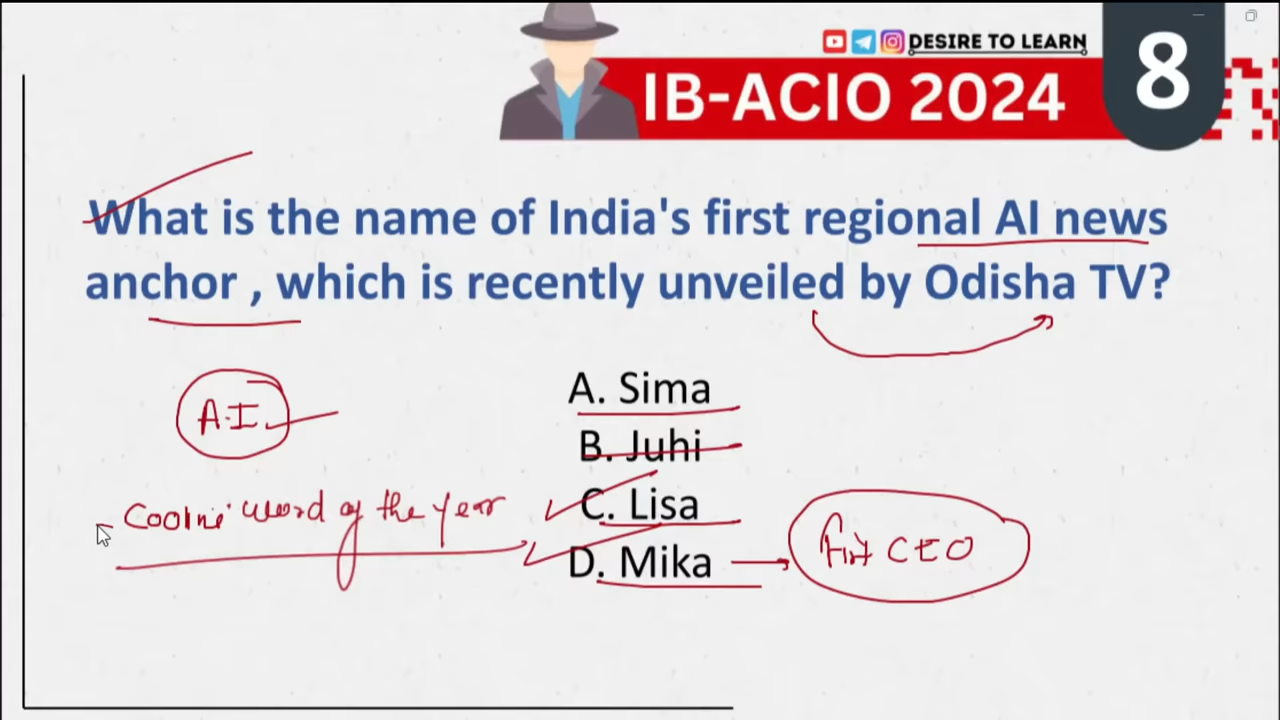 DESIRE TO LEARN
8
IB-ACIO 2024
What is the name of India's first regional AI news
anchor , which is recently unveiled by Odisha TV?
A. Sima
A.I.
B. Juhi
C. Lisa
word of the year
D. Mika
CEO